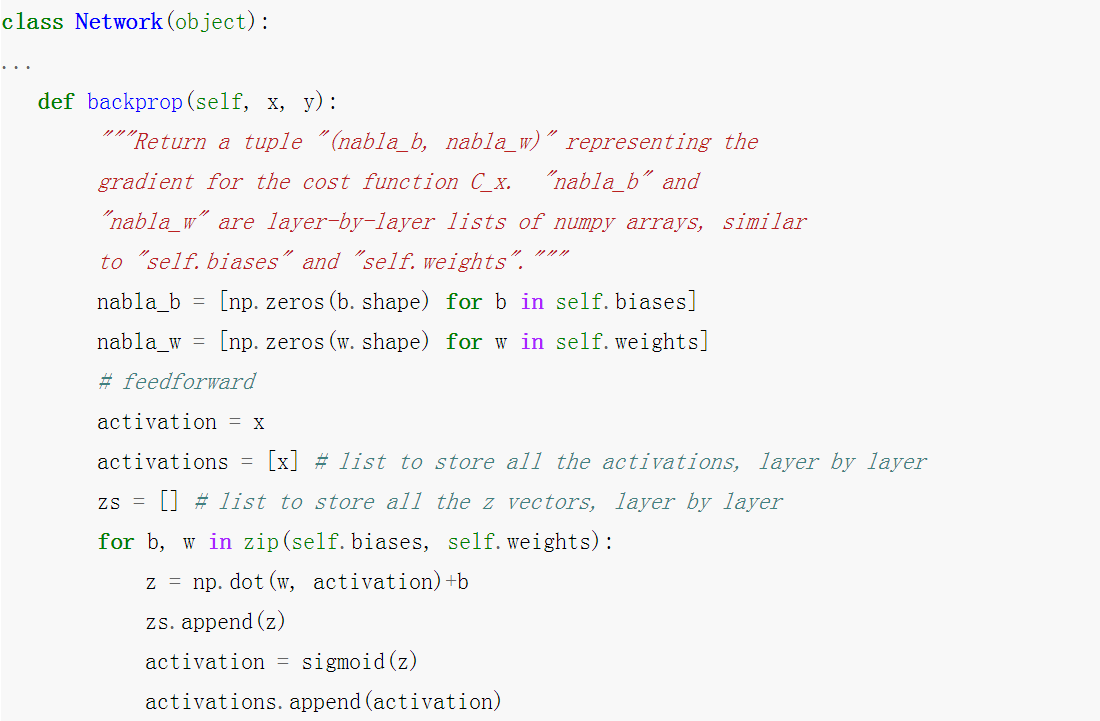 class Network(object):
...
def backprop(self, x, y):
"""Return a tuple "(nabla_b, nabla_w)" representing the
gradient for the cost function C_x.  "nabla_b" and
"nabla_w" are layer-by-layer lists of numpy arrays, similar
to "self.biases" and "self.weights"."""
nabla_b = [np.zeros(b.shape) for b in self.biases]
nabla_w = [np.zeros(w.shape) for w in self.weights]
# feedforward
activation = x
activations = [x] # list to store all the activations, layer by layer
zs = [] # list to store all the z vectors, layer by layer
for b, w in zip(self.biases, self.weights):
z = np.dot(w, activation)+b
zs.append(z)
activation = sigmoid(z)
activations.append(activation)